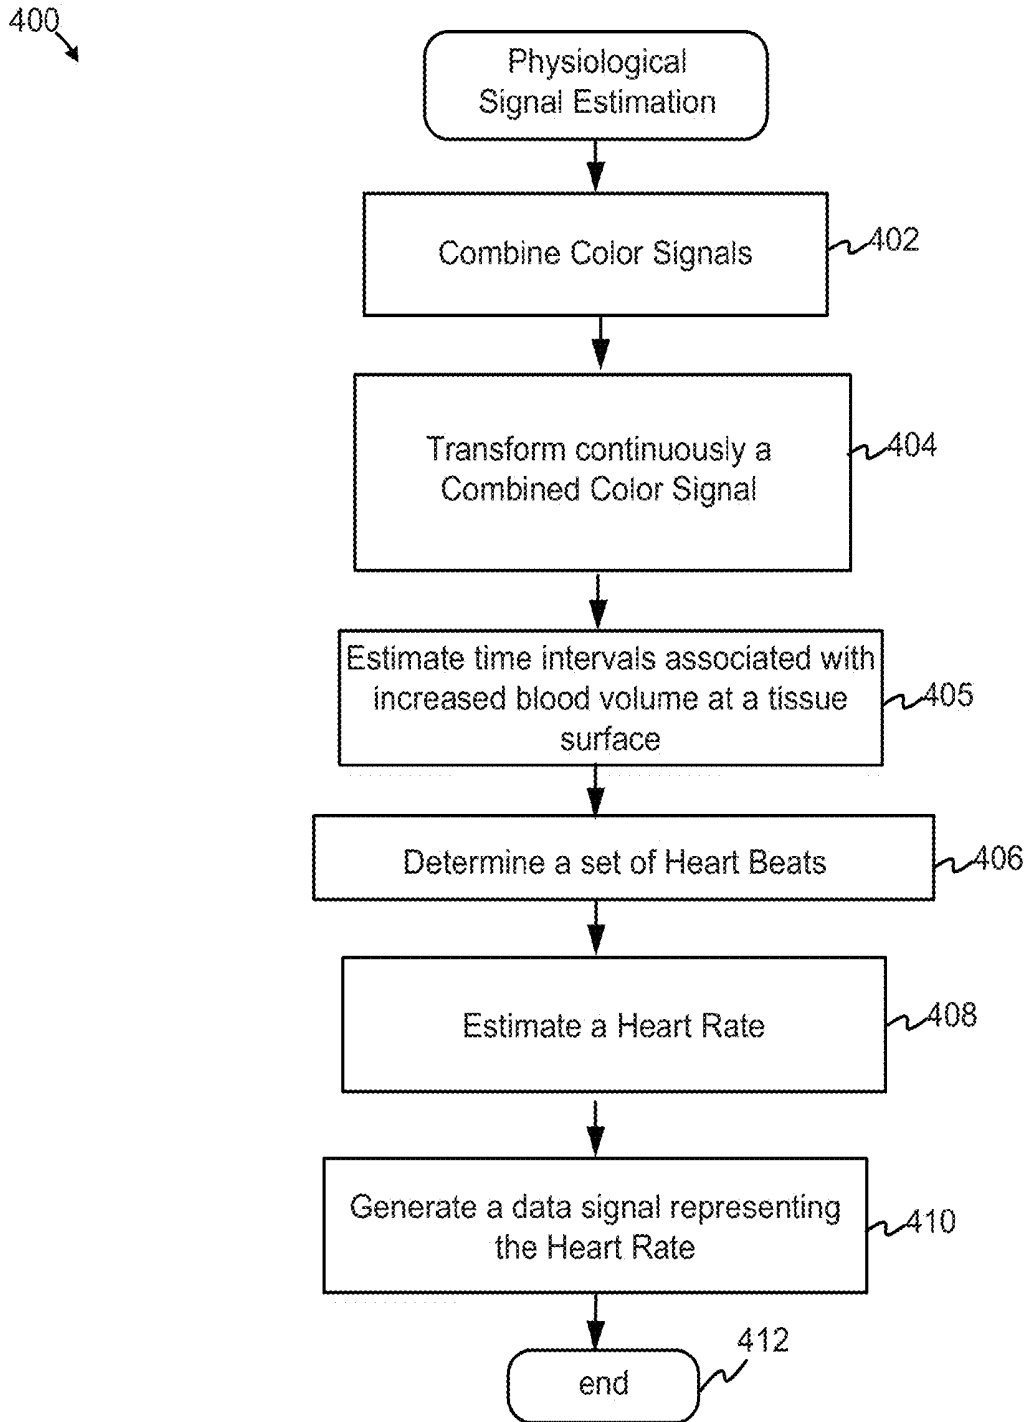 400
Physiological
Signal Estimation
Combine Color Signals
402
Transform continuously a
Combined Color Signal
404
Estimate time intervals associated with
increased blood volume at a tissue
surface
405
Determine a set of Heart Beats
406
Estimate a Heart Rate
408
Generate a data signal representing
the Heart Rate
410
end
412